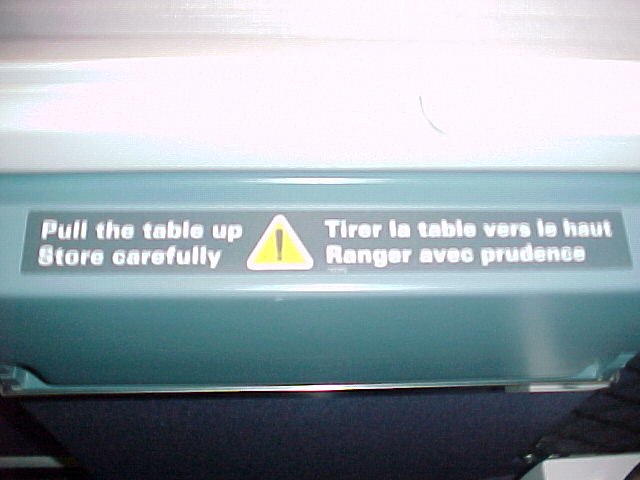 Pull the table up
Store carefully
Tirer la table vers le haut
Ranger avec prudence